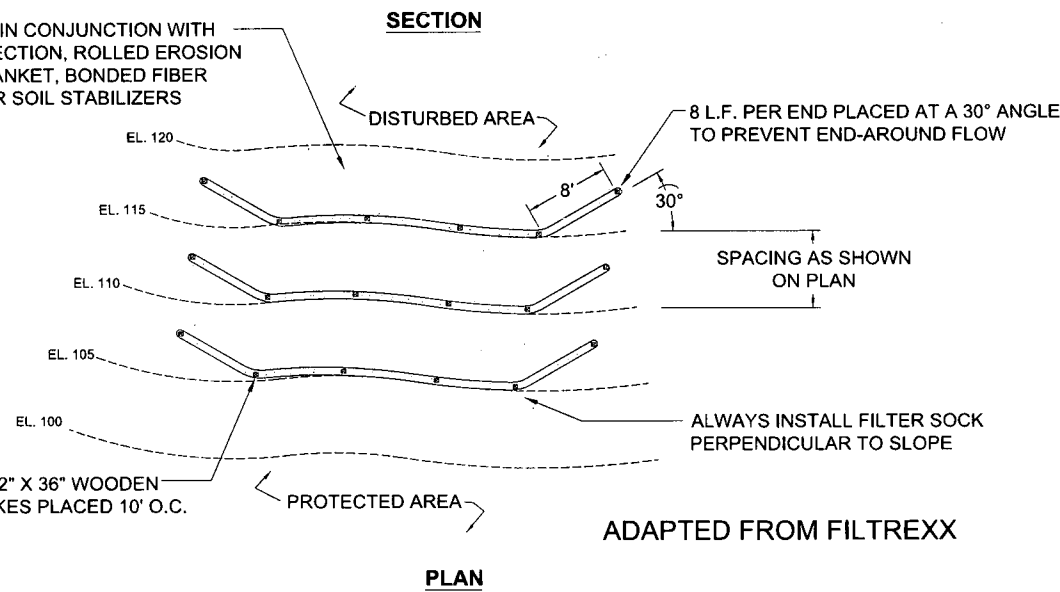 SECTION
IN CONJUNCTION WITH
ECTION, ROLLED EROSION
ANKET, BONDED FIBER
R SOIL STABILIZERS
DISTURBED AREA
8 L.F. PER END PLACED AT A 30° ANGLE
TO PREVENT END-AROUND FLOW
EL. 120
8'
30°
EL. 115
SPACING AS SHOWN
ON PLAN
EL. 110
EL. 105
EL. 100
ALWAYS INSTALL FILTER SOCK
PERPENDICULAR TO SLOPE
2" X 36" WOODEN
KES PLACED 10' O.C.
PROTECTED AREA
ADAPTED FROM FILTREXX
PLAN